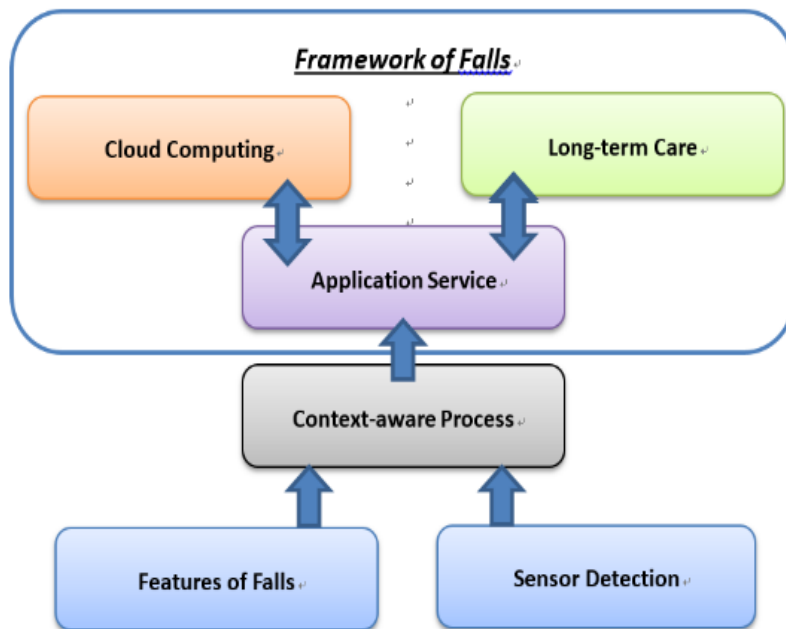 Framework of Falls
Cloud Computing
Long-term Care
Application Service
Context-aware Process
Features of Falls
Sensor Detection